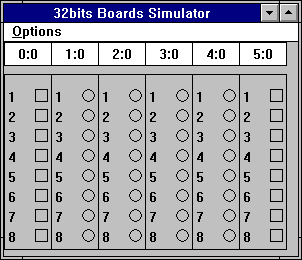 32bits Boards Simulator
Options
0:0 1:0 2:0 3:0 4:0 5:0
1 1 1 1 1 1
2 2 2 2 2 2
3 3 3 3 3 3
4 4 4 4 4 4
5 5 5 5 5 5
6 6 6 6 6 6
7 7 7 7 7 7
8 8 8 8 8 8